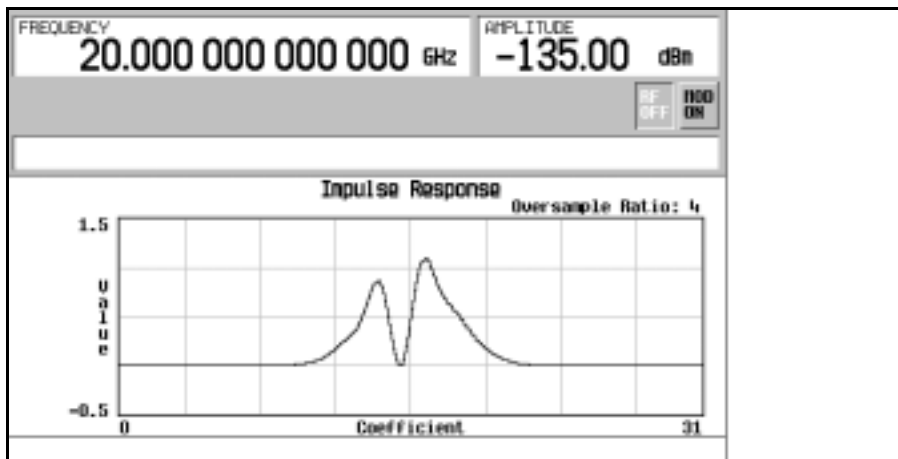 FREQUENCY
20.000 000 000 000 GHz
AMPLITUDE
-135.00 dBm
RF OFF
MOD ON
Impulse Response
Oversample Ratio: 4
1.5
Value
-0.5
0
Coefficient
31